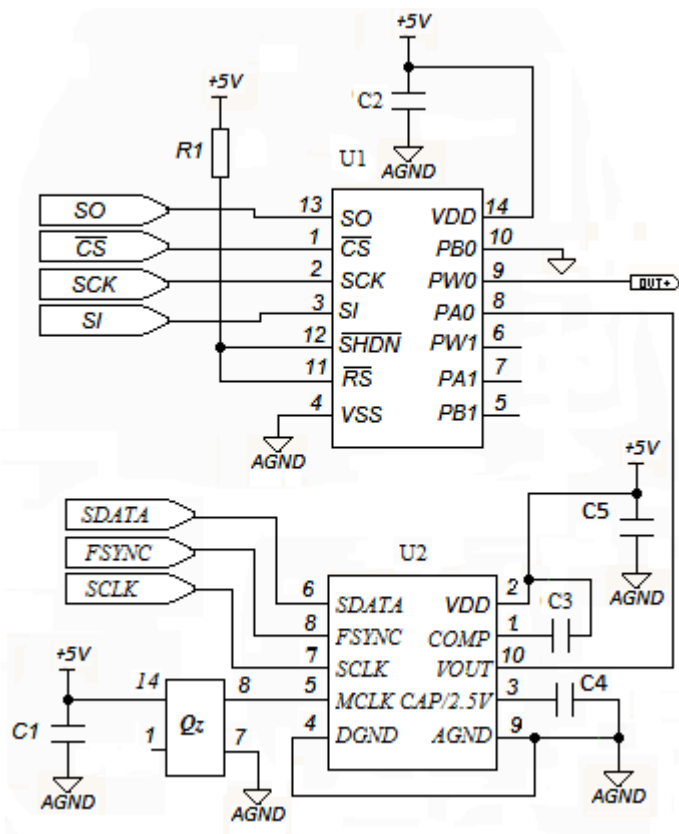 +5V
C2
AGND
+5V
R1
U1
SO
CS
SCK
SI
13 SO VDD 14
1 CS PB0 10
2 SCK PW0 9
OUT+
3 SI PA0 8
12 SHDN PW1 6
11 RS PA1 7
4 VSS PB1 5
AGND
+5V
C5
AGND
SDATA
FSYNC
SCLK
U2
6 SDATA VDD 2
C3
8 FSYNC COMP 1
7 SCLK VOUT 10
5 MCLK CAP/2.5V 3
C4
4 DGND AGND 9
AGND
+5V
C1
AGND
14 8
Qz
1 7
AGND